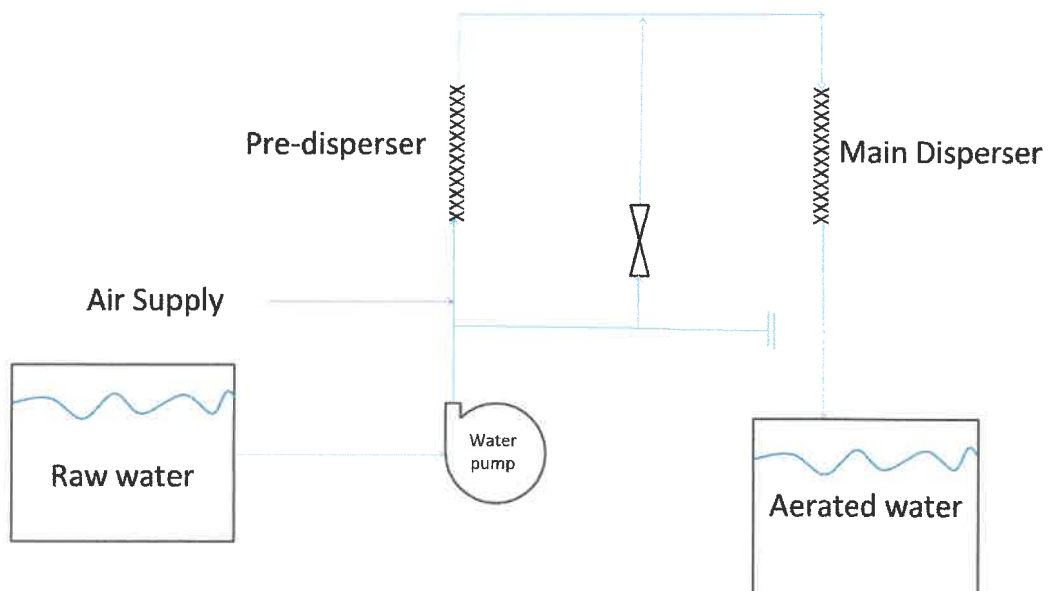 Pre-disperser
Main Disperser
Air Supply
Raw water
Water
pump
Aerated water